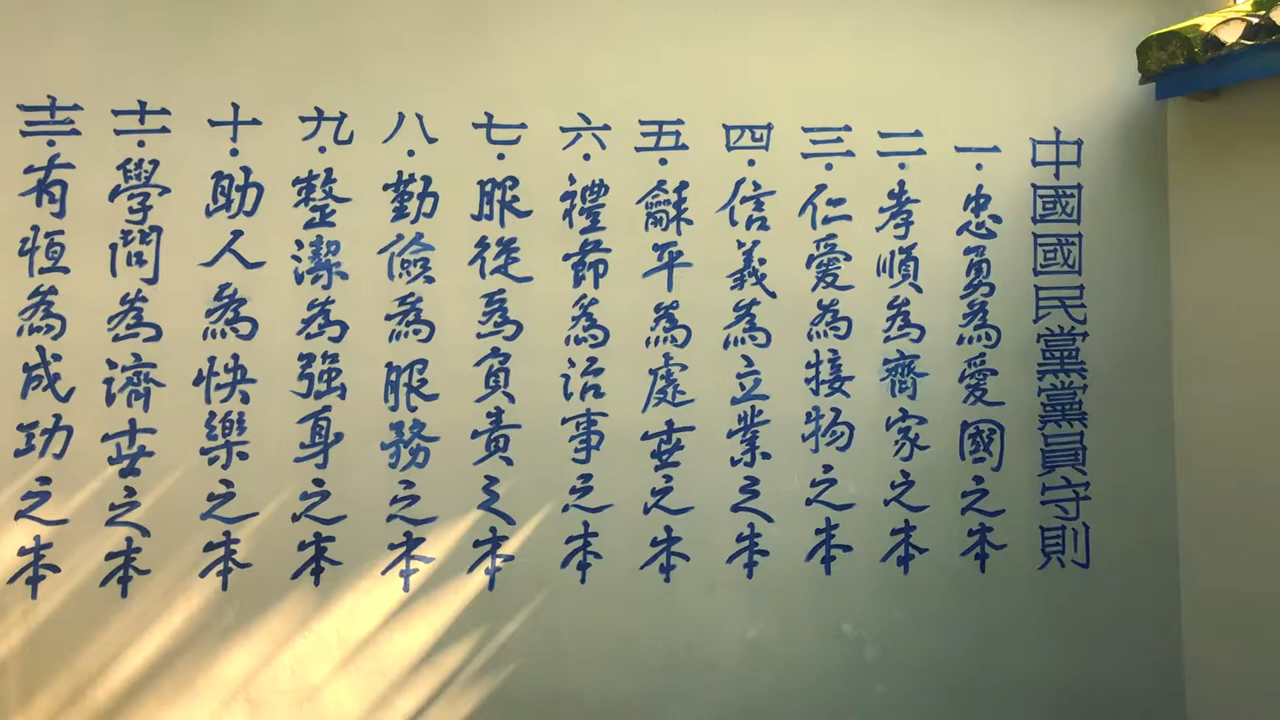 中國國民黨黨員守則
一·忠勇為愛國之本
二·孝順為齊家之本
三·仁愛為接物之本
四·信義為立業之本
五·龢平為處世之本
六·禮節為治事之本
七·服從為負責之本
八·勤儉為服務之本
九·整潔為強身之本
十·助人為快樂之本
十一·學問為濟世之本
十二·有恆為成功之本